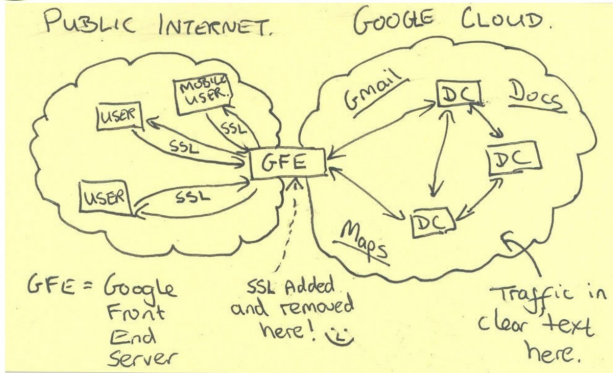 PUBLIC INTERNET.
GOOGLE CLOUD.
MOBILE
USER.
USER
SSL
SSL
USER
SSL
GFE
Gmail
DC
Docs
DC
DC
Maps
GFE = Google
Front
End
Server
SSL Added
and removed
here!
Traffic in
clear text
here.